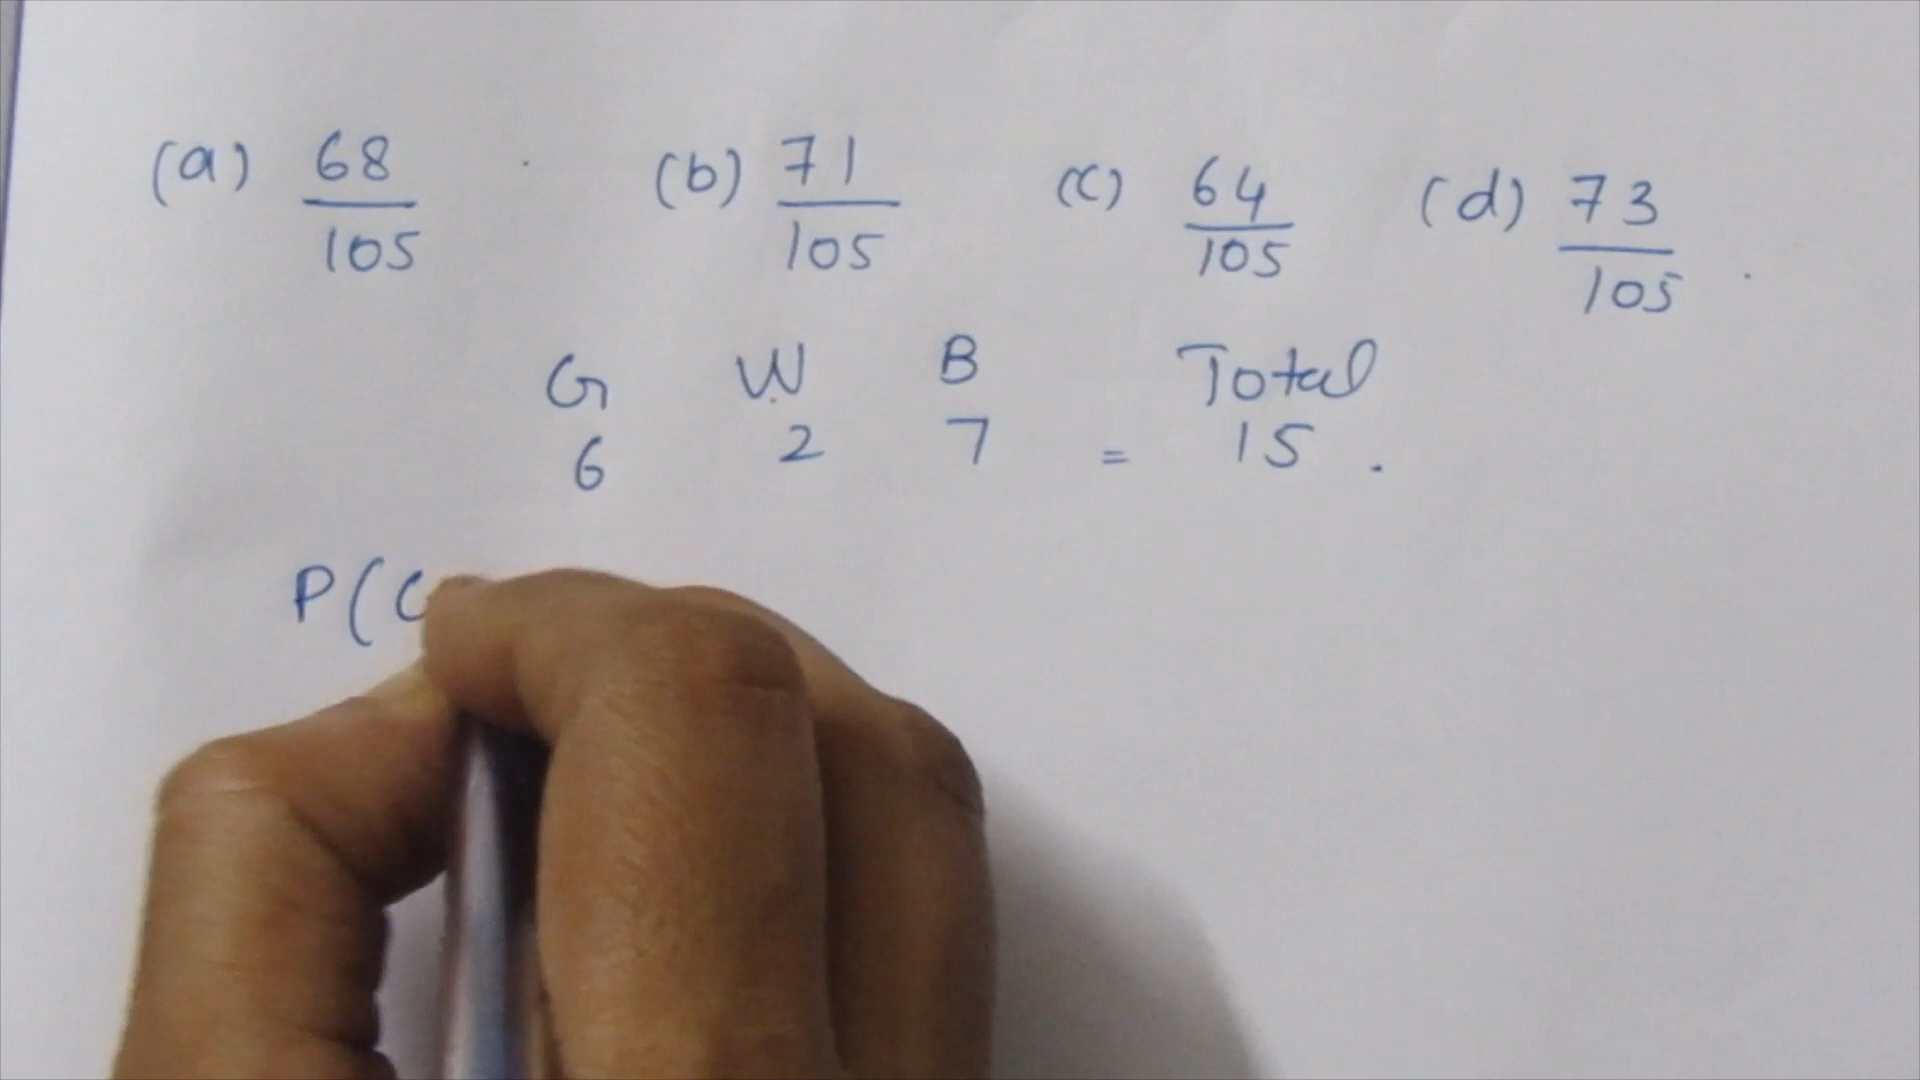 (a) 68/105 (b) 71/105 (c) 64/105 (d) 73/105.
G W B Total
6 2 7 = 15.
P(